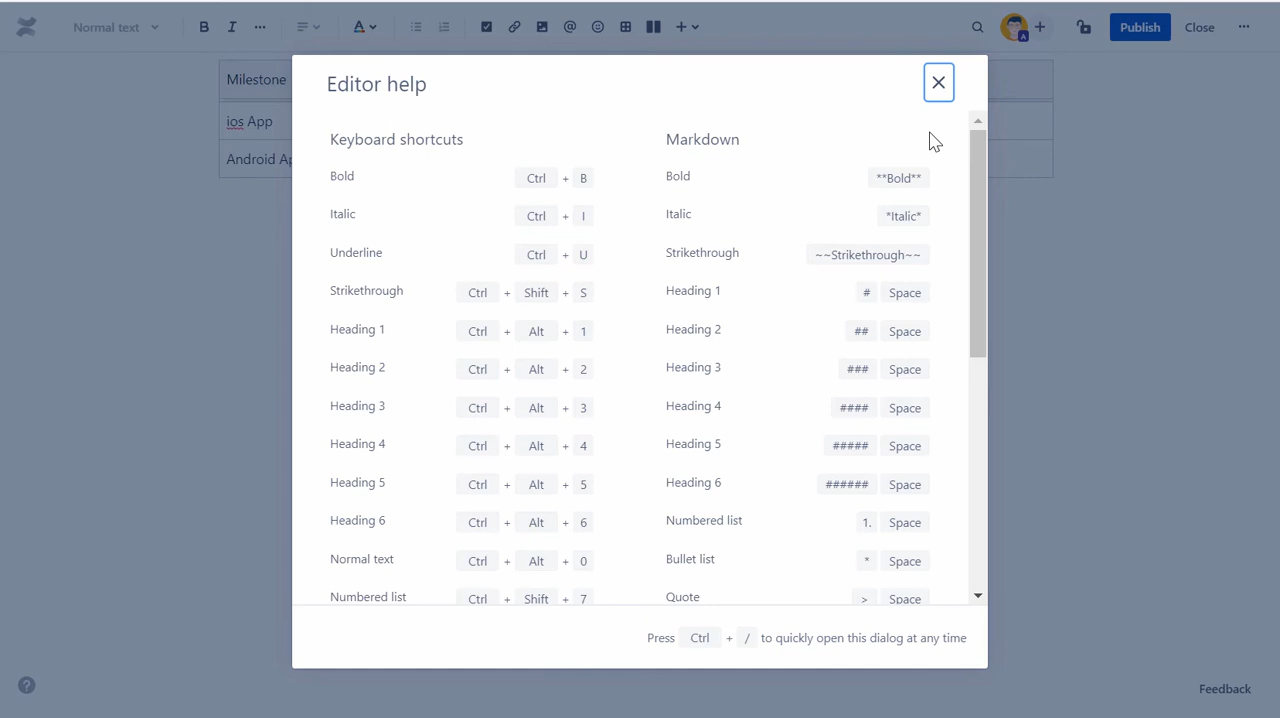 Normal text B I A Publish Close
Editor help
Milestone
ios App
Android Ap
Keyboard shortcuts Markdown
Bold Ctrl + B Bold **Bold**
Italic Ctrl + I Italic *Italic*
Underline Ctrl + U Strikethrough ~~Strikethrough~~
Strikethrough Ctrl + Shift + S Heading 1 # Space
Heading 1 Ctrl + Alt + 1 Heading 2 ## Space
Heading 2 Ctrl + Alt + 2 Heading 3 ### Space
Heading 3 Ctrl + Alt + 3 Heading 4 #### Space
Heading 4 Ctrl + Alt + 4 Heading 5 ##### Space
Heading 5 Ctrl + Alt + 5 Heading 6 ###### Space
Heading 6 Ctrl + Alt + 6 Numbered list 1. Space
Normal text Ctrl + Alt + 0 Bullet list * Space
Numbered list Ctrl + Shift + 7 Quote > Space
Press Ctrl + / to quickly open this dialog at any time
Feedback